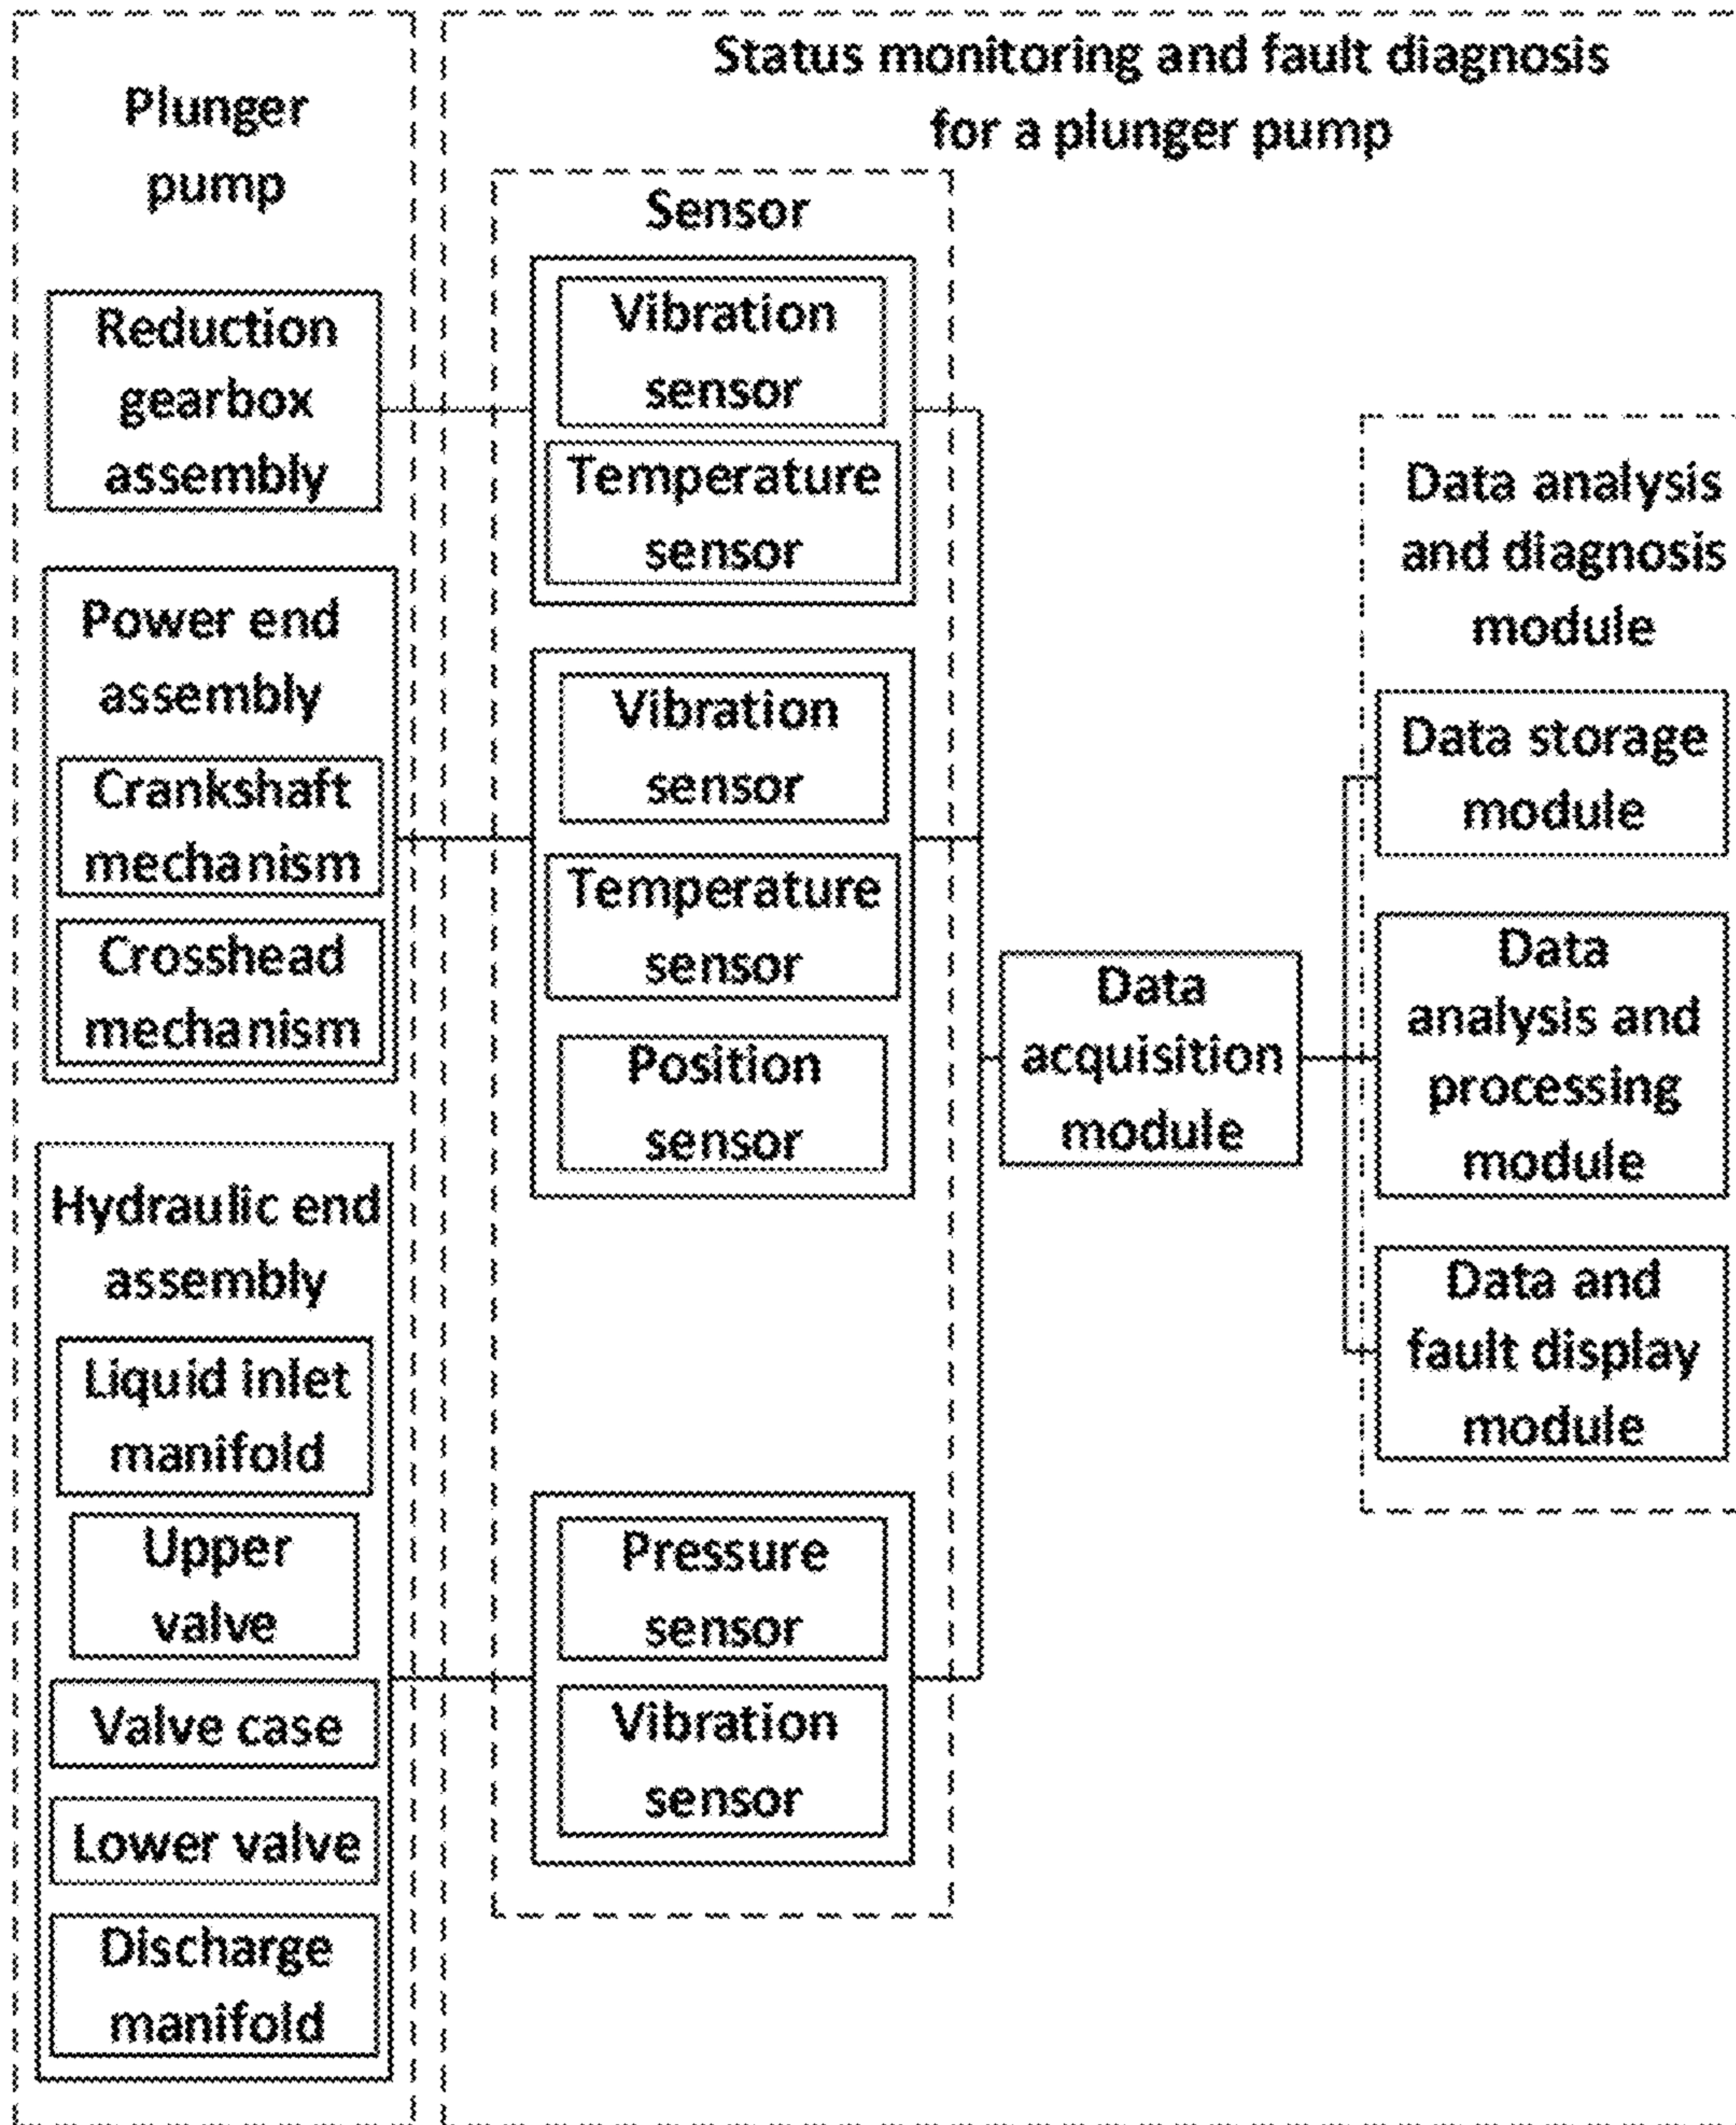 Plunger
pump
Reduction
gearbox
assembly
Power end
assembly
Crankshaft
mechanism
Crosshead
mechanism
Hydraulic end
assembly
Liquid inlet
manifold
Upper
valve
Valve case
Lower valve
Discharge
manifold
Status monitoring and fault diagnosis
for a plunger pump
Sensor
Vibration
sensor
Temperature
sensor
Vibration
sensor
Temperature
sensor
Position
sensor
Pressure
sensor
Vibration
sensor
Data
acquisition
module
Data analysis
and diagnosis
module
Data storage
module
Data
analysis and
processing
module
Data and
fault display
module